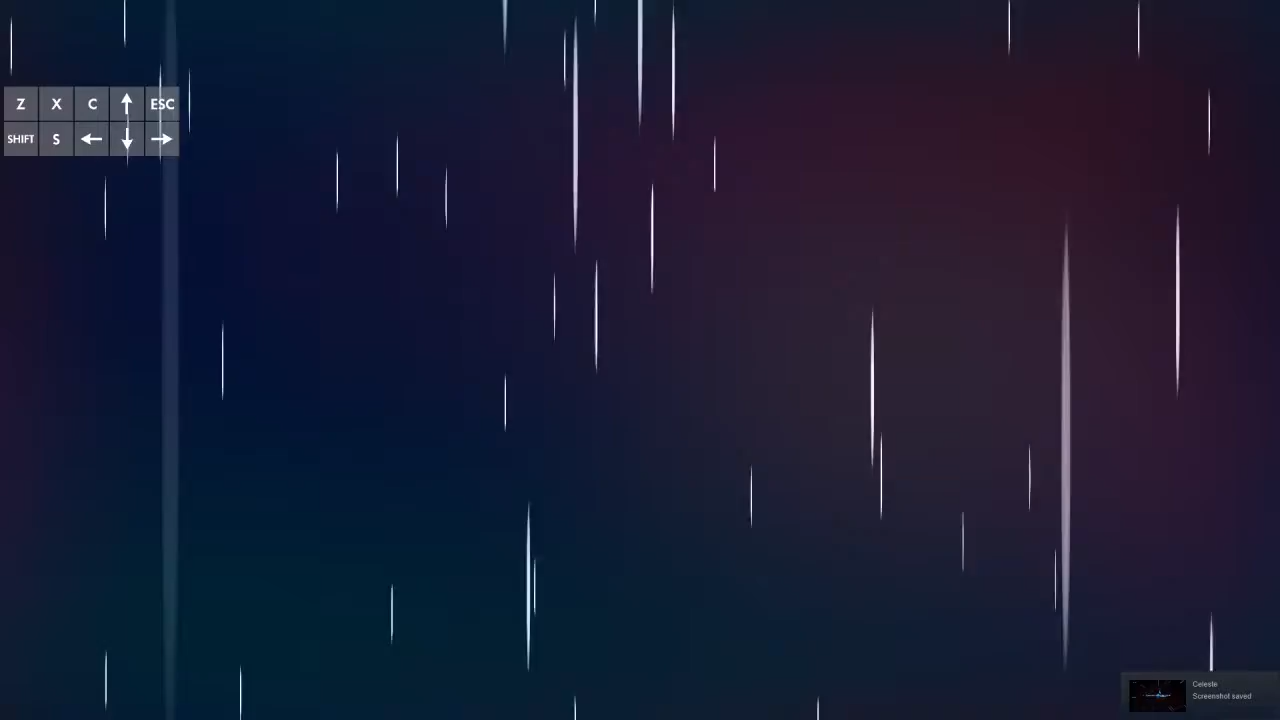 Z X C ↑ ESC
SHIFT S ← ↓ →
Celeste
Screenshot saved